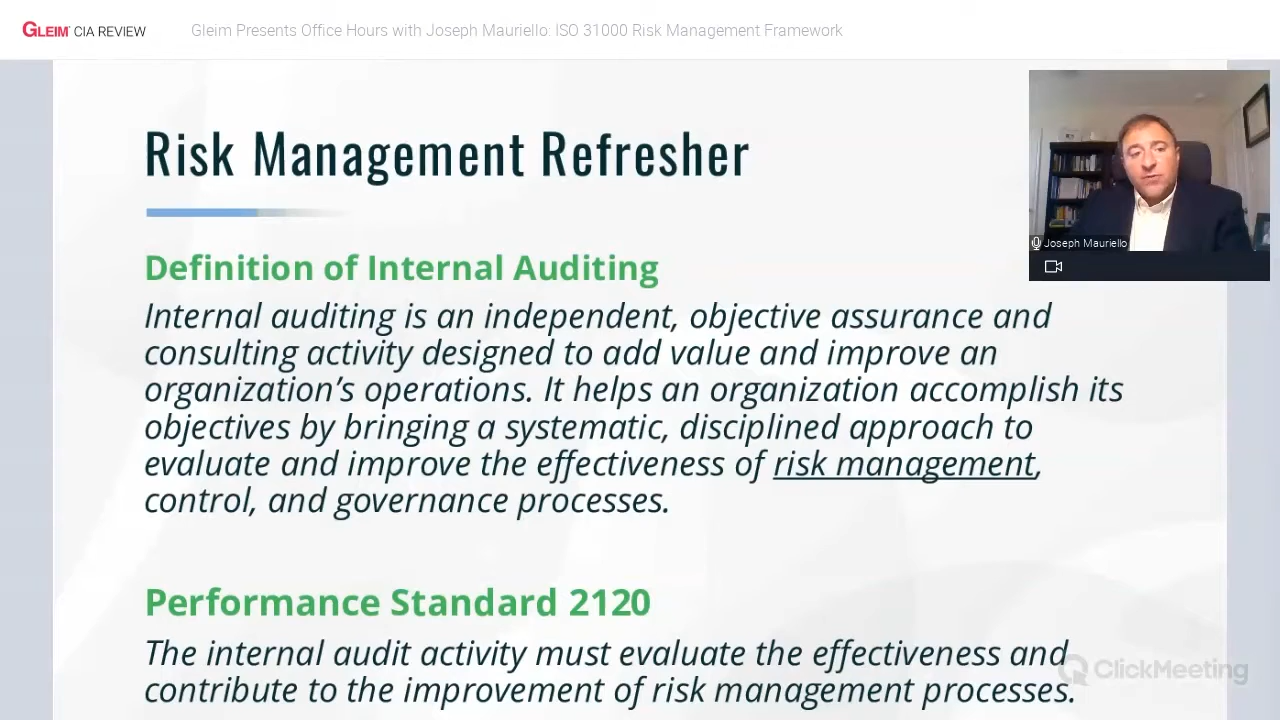 GLEIM CIA REVIEW
Gleim Presents Office Hours with Joseph Mauriello: ISO 31000 Risk Management Framework
Risk Management Refresher
Joseph Mauriello
Definition of Internal Auditing
Internal auditing is an independent, objective assurance and
consulting activity designed to add value and improve an
organization’s operations. It helps an organization accomplish its
objectives by bringing a systematic, disciplined approach to
evaluate and improve the effectiveness of risk management,
control, and governance processes.
Performance Standard 2120
The internal audit activity must evaluate the effectiveness and
contribute to the improvement of risk management processes.
ClickMeeting